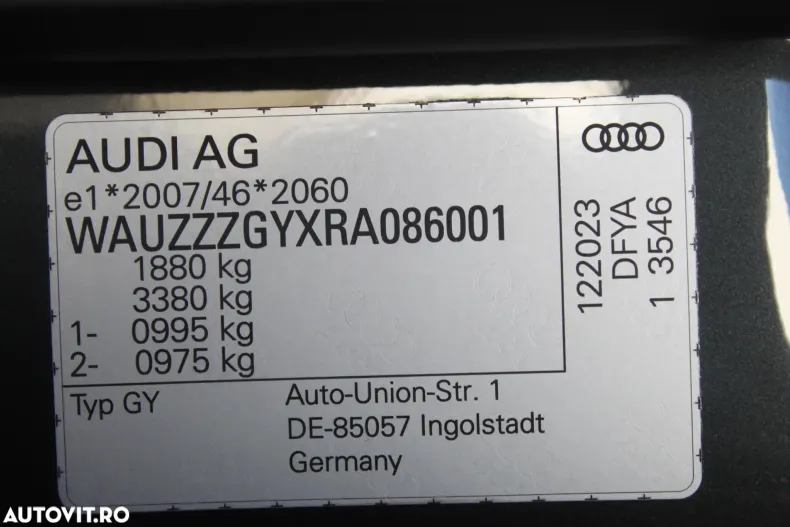 AUDI AG
e1*2007/46*2060
WAUZZZGYXRA086001
1880 kg
3380 kg
1- 0995 kg
2- 0975 kg
Typ GY
Auto-Union-Str. 1
DE-85057 Ingolstadt
Germany
122023
DFYA
1 3546
AUTOVIT.RO